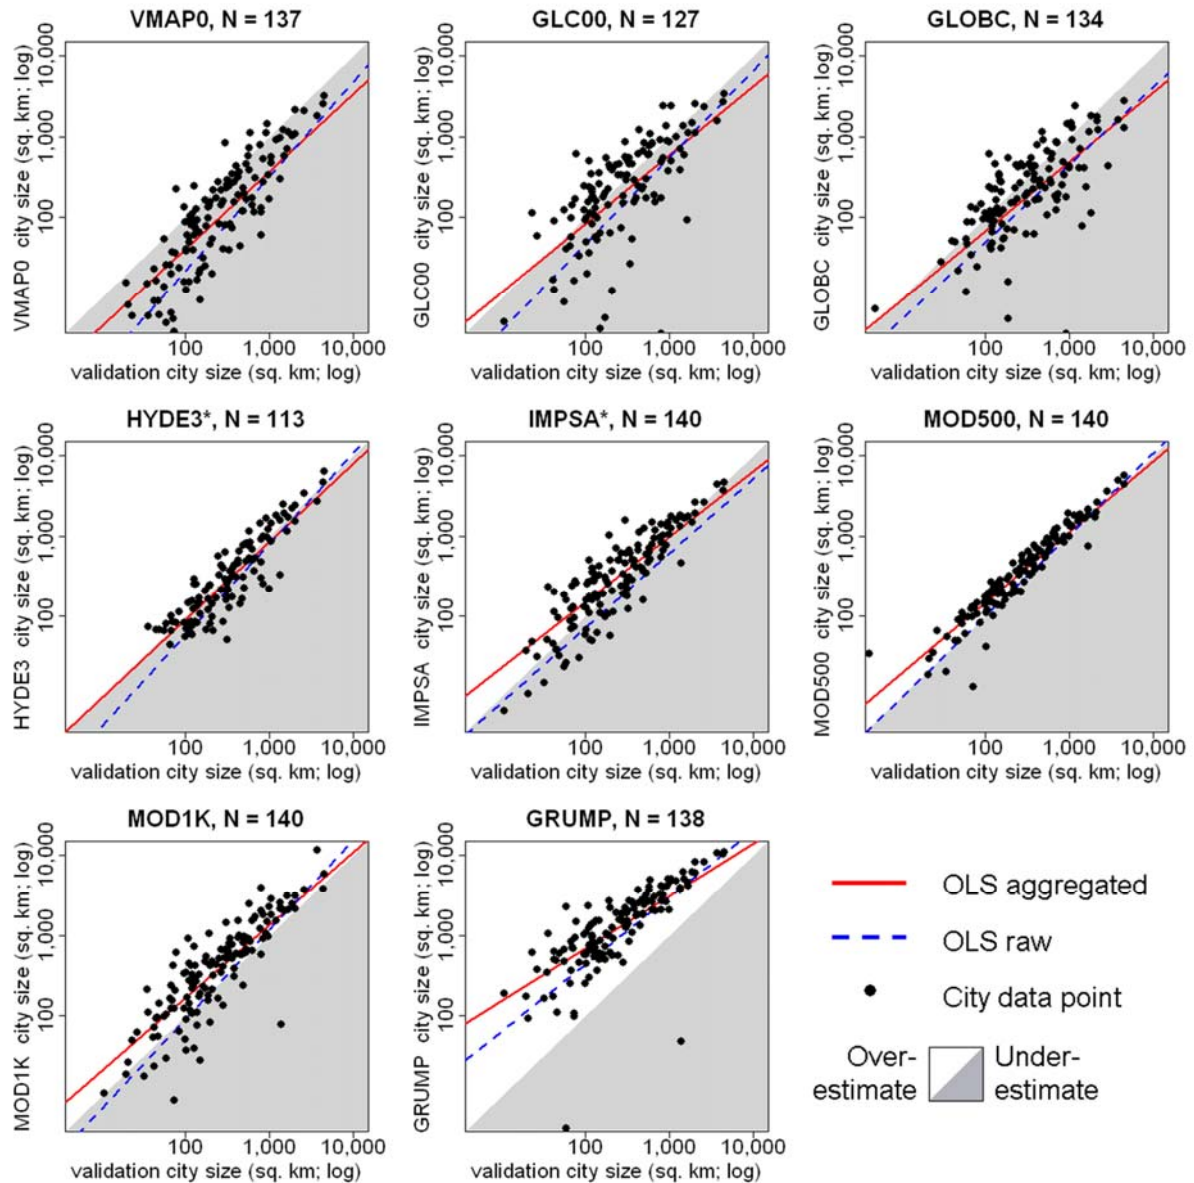 VMAP0, N = 137
GLC00, N = 127
GLOBC, N = 134
VMAP0 city size (sq. km; log)
100
1,000
10,000
100
1,000
10,000
validation city size (sq. km; log)
GLC00 city size (sq. km; log)
100
1,000
10,000
100
1,000
10,000
validation city size (sq. km; log)
GLOBC city size (sq. km; log)
100
1,000
10,000
100
1,000
10,000
validation city size (sq. km; log)
HYDE3*, N = 113
IMPSA*, N = 140
MOD500, N = 140
HYDE3 city size (sq. km; log)
100
1,000
10,000
100
1,000
10,000
validation city size (sq. km; log)
IMPSA city size (sq. km; log)
100
1,000
10,000
100
1,000
10,000
validation city size (sq. km; log)
MOD500 city size (sq. km; log)
100
1,000
10,000
100
1,000
10,000
validation city size (sq. km; log)
MOD1K, N = 140
GRUMP, N = 138
MOD1K city size (sq. km; log)
100
1,000
10,000
100
1,000
10,000
validation city size (sq. km; log)
GRUMP city size (sq. km; log)
100
1,000
10,000
100
1,000
10,000
validation city size (sq. km; log)
OLS aggregated
OLS raw
City data point
Over-
estimate
Under-
estimate